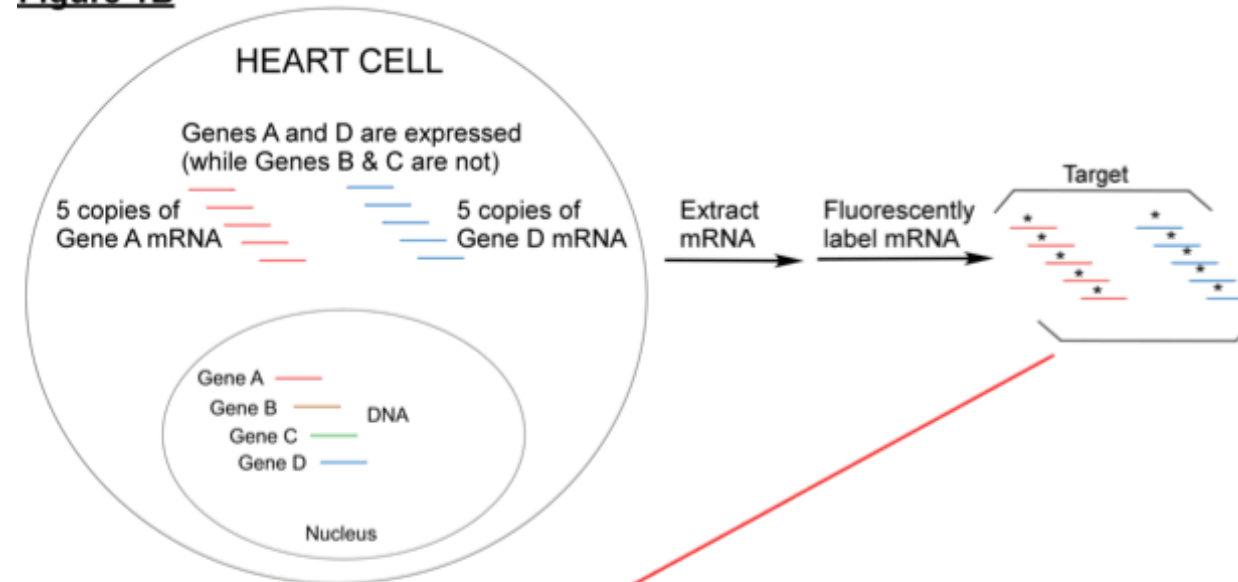 HEART CELL
Genes A and D are expressed
(while Genes B & C are not)
5 copies of
Gene A mRNA
5 copies of
Gene D mRNA
Extract
mRNA
Fluorescently
label mRNA
Target
* *
* *
* *
* *
* *
Gene A
Gene B
DNA
Gene C
Gene D
Nucleus